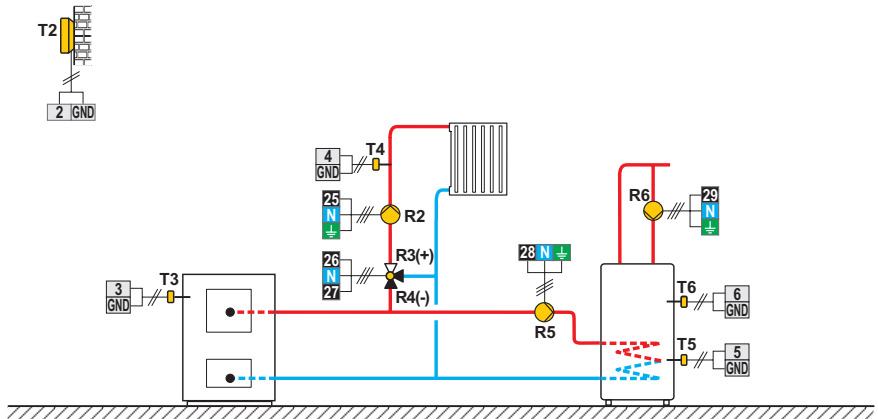 T2
2 GND
4
GND
T4
25
N
R2
26
N
27
R3(+)
R4(-)
3
GND
T3
28 N
R5
R6
29
N
T6
6
GND
T5
5
GND